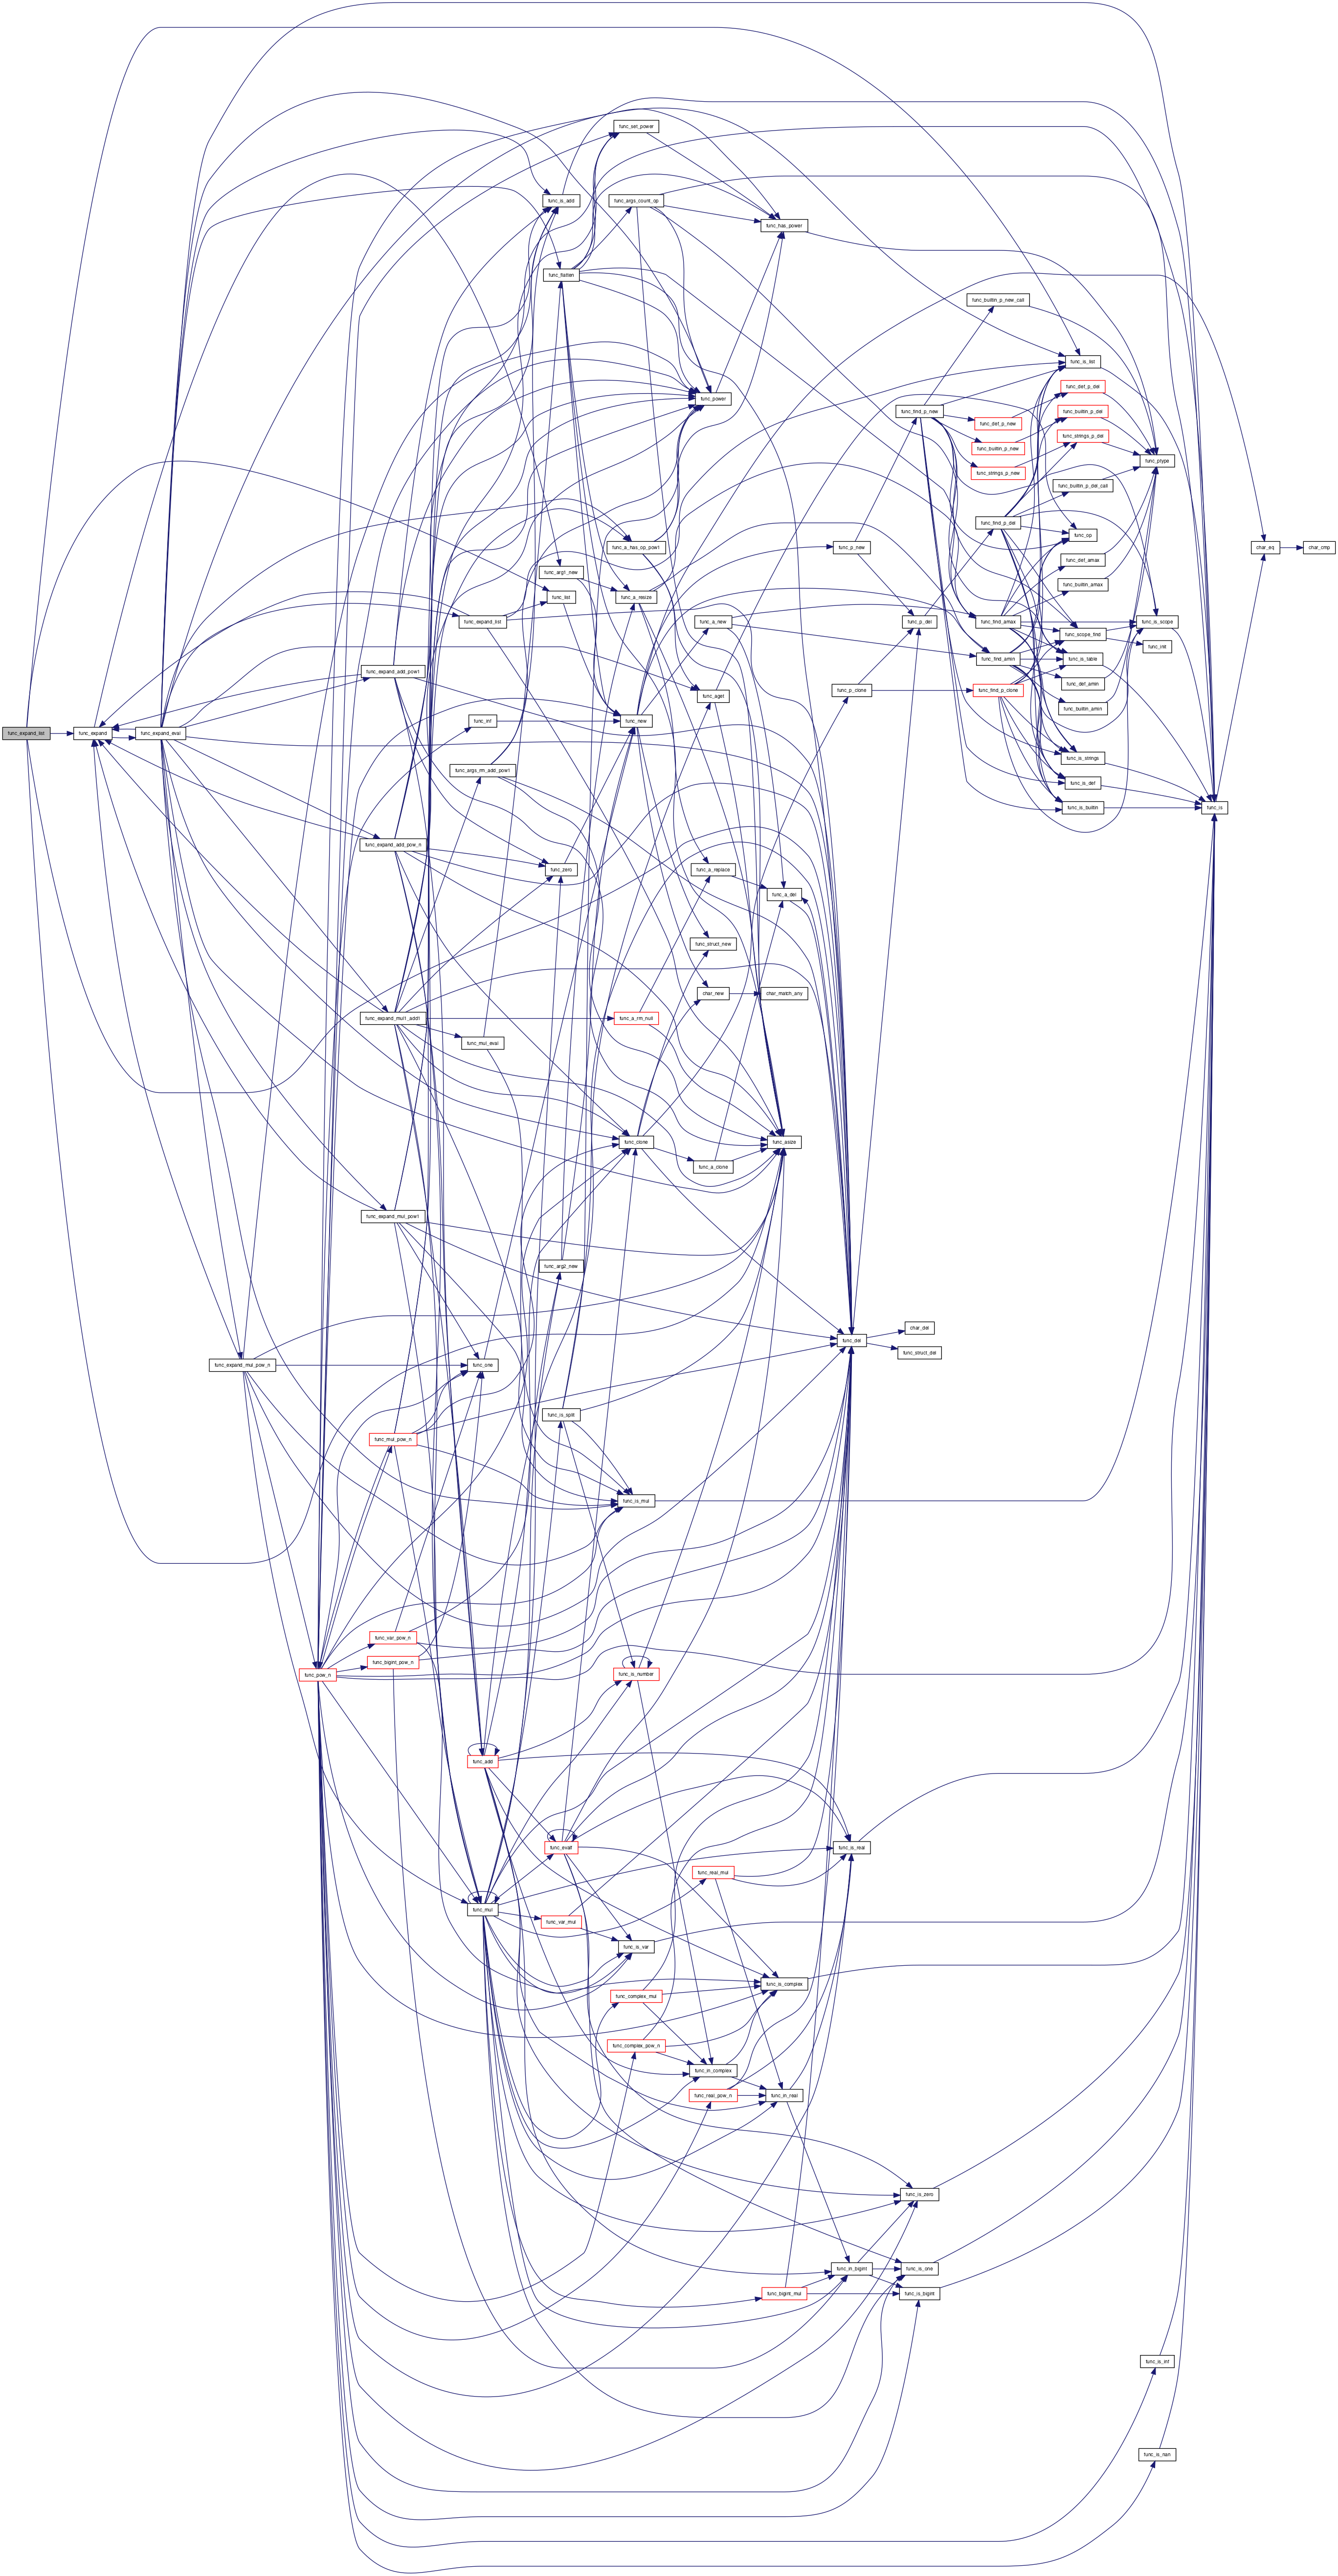 func_set_power
func_is_add
func_args_count_op
func_has_power
func_flatten
func_builtin_p_new_call
func_is_list
func_def_p_del
func_power
func_find_p_new
func_builtin_p_del
func_def_p_new
func_strings_p_del
func_builtin_p_new
func_ptype
func_strings_p_new
func_builtin_p_del_call
func_find_p_del
func_op
func_a_has_op_pow1
func_p_new
char_eq
char_cmp
func_def_amax
func_arg1_new
func_builtin_amax
func_list
func_a_resize
func_expand_list
func_a_new
func_p_del
func_find_amax
func_is_scope
func_scope_find
func_init
func_find_amin
func_is_table
func_expand_add_pow1
func_def_amin
func_p_clone
func_find_p_clone
func_aget
func_builtin_amin
func_inf
func_new
func_expand_list
func_expand
func_expand_eval
func_is_strings
func_args_rm_add_pow1
func_is_def
func_is_builtin
func_is
func_expand_add_pow_n
func_zero
func_a_replace
func_a_del
func_struct_new
char_new
char_match_any
func_expand_mul1_add1
func_a_rm_null
func_mul_eval
func_clone
func_asize
func_a_clone
func_expand_mul_pow1
func_arg2_new
char_del
func_del
func_struct_del
func_expand_mul_pow_n
func_one
func_is_split
func_mul_pow_n
func_is_mul
func_var_pow_n
func_bigint_pow_n
func_pow_n
func_is_number
func_add
func_evalf
func_is_real
func_real_mul
func_mul
func_var_mul
func_is_var
func_is_complex
func_complex_mul
func_complex_pow_n
func_in_complex
func_real_pow_n
func_in_real
func_is_zero
func_in_bigint
func_is_one
func_bigint_mul
func_is_bigint
func_is_inf
func_is_nan